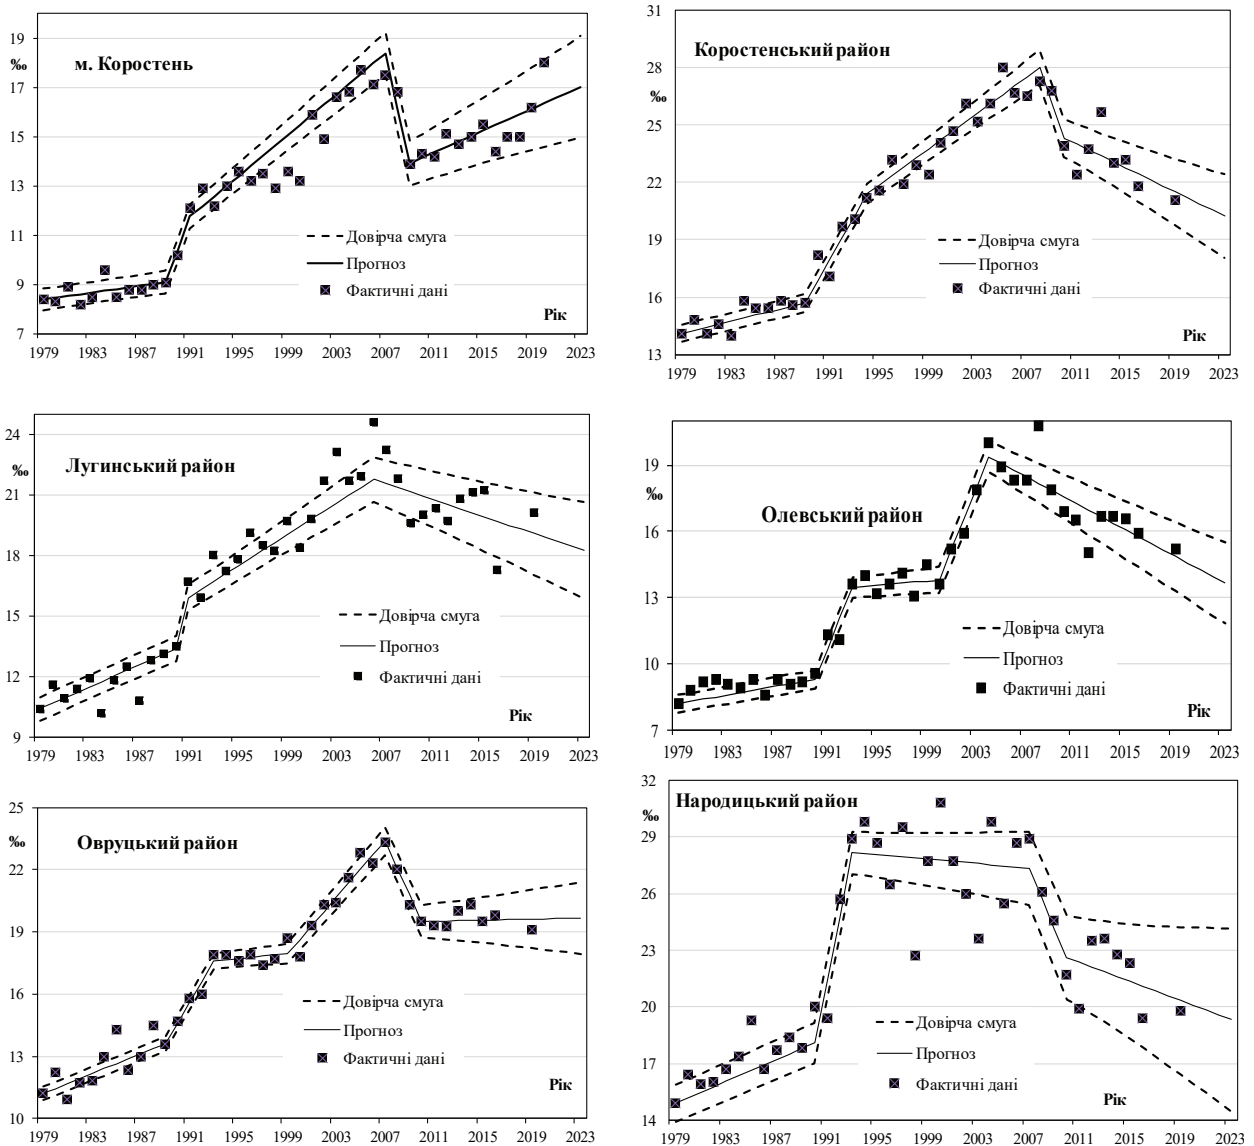 19
‰
м. Коростень
17
15
13
11
9
7
Довірча смуга
Прогноз
Фактичні дані
Рік
1979 1983 1987 1991 1995 1999 2003 2007 2011 2015 2019 2023
31
Коростенський район
28
‰
25
22
19
16
13
Довірча смуга
Прогноз
Фактичні дані
Рік
1979 1983 1987 1991 1995 1999 2003 2007 2011 2015 2019 2023
24
‰
Лугинський район
21
18
15
12
9
Довірча смуга
Прогноз
Фактичні дані
Рік
1979 1983 1987 1991 1995 1999 2003 2007 2011 2015 2019 2023
19
‰
Олевський район
16
13
10
7
Довірча смуга
Прогноз
Фактичні дані
Рік
1979 1983 1987 1991 1995 1999 2003 2007 2011 2015 2019 2023
25
‰
Овруцький район
22
19
16
13
10
Довірча смуга
Прогноз
Фактичні дані
Рік
1979 1983 1987 1991 1995 1999 2003 2007 2011 2015 2019 2023
32
Народицький район
‰
29
26
23
20
17
14
Довірча смуга
Прогноз
Фактичні дані
Рік
1979 1983 1987 1991 1995 1999 2003 2007 2011 2015 2019 2023